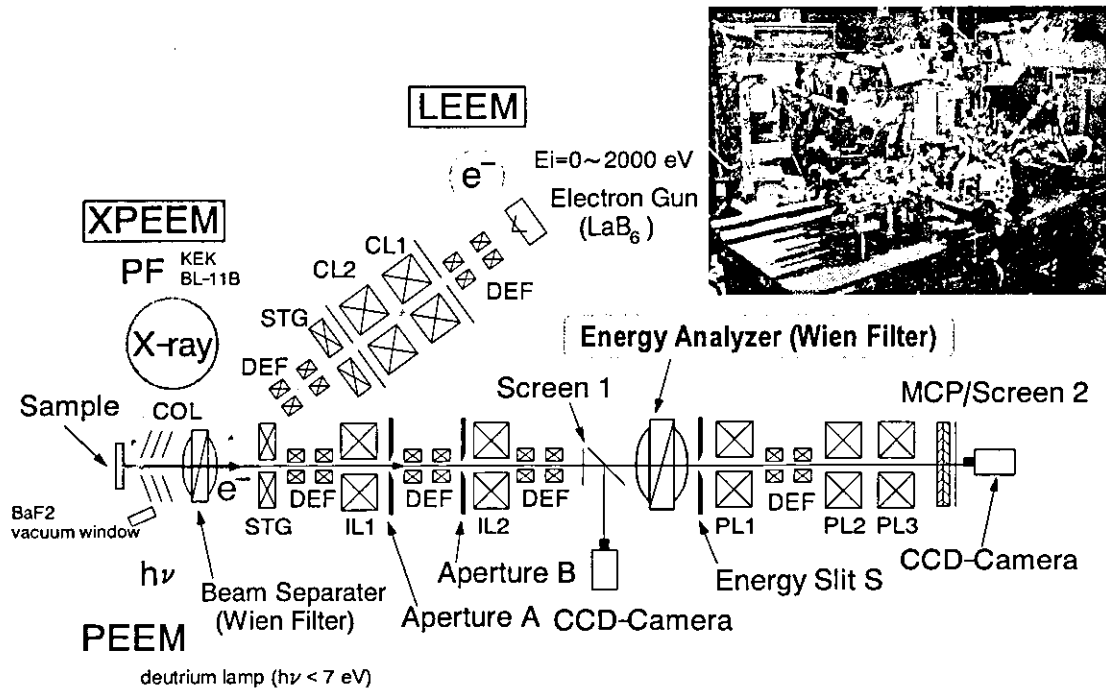 LEEM
e⁻
Ei=0~2000 eV
Electron Gun
(LaB₆)
XPEEM
PF
KEK
BL-11B
X-ray
CL1
CL2
DEF
STG
DEF
Energy Analyzer (Wien Filter)
Screen 1
MCP/Screen 2
Sample
COL
e⁻
DEF
DEF
DEF
DEF
STG
IL1
IL2
PL1
PL2
PL3
BaF2
vacuum window
hν
Beam Separater
(Wien Filter)
Aperture B
Aperture A
CCD-Camera
Energy Slit S
CCD-Camera
PEEM
deutrium lamp (hν < 7 eV)